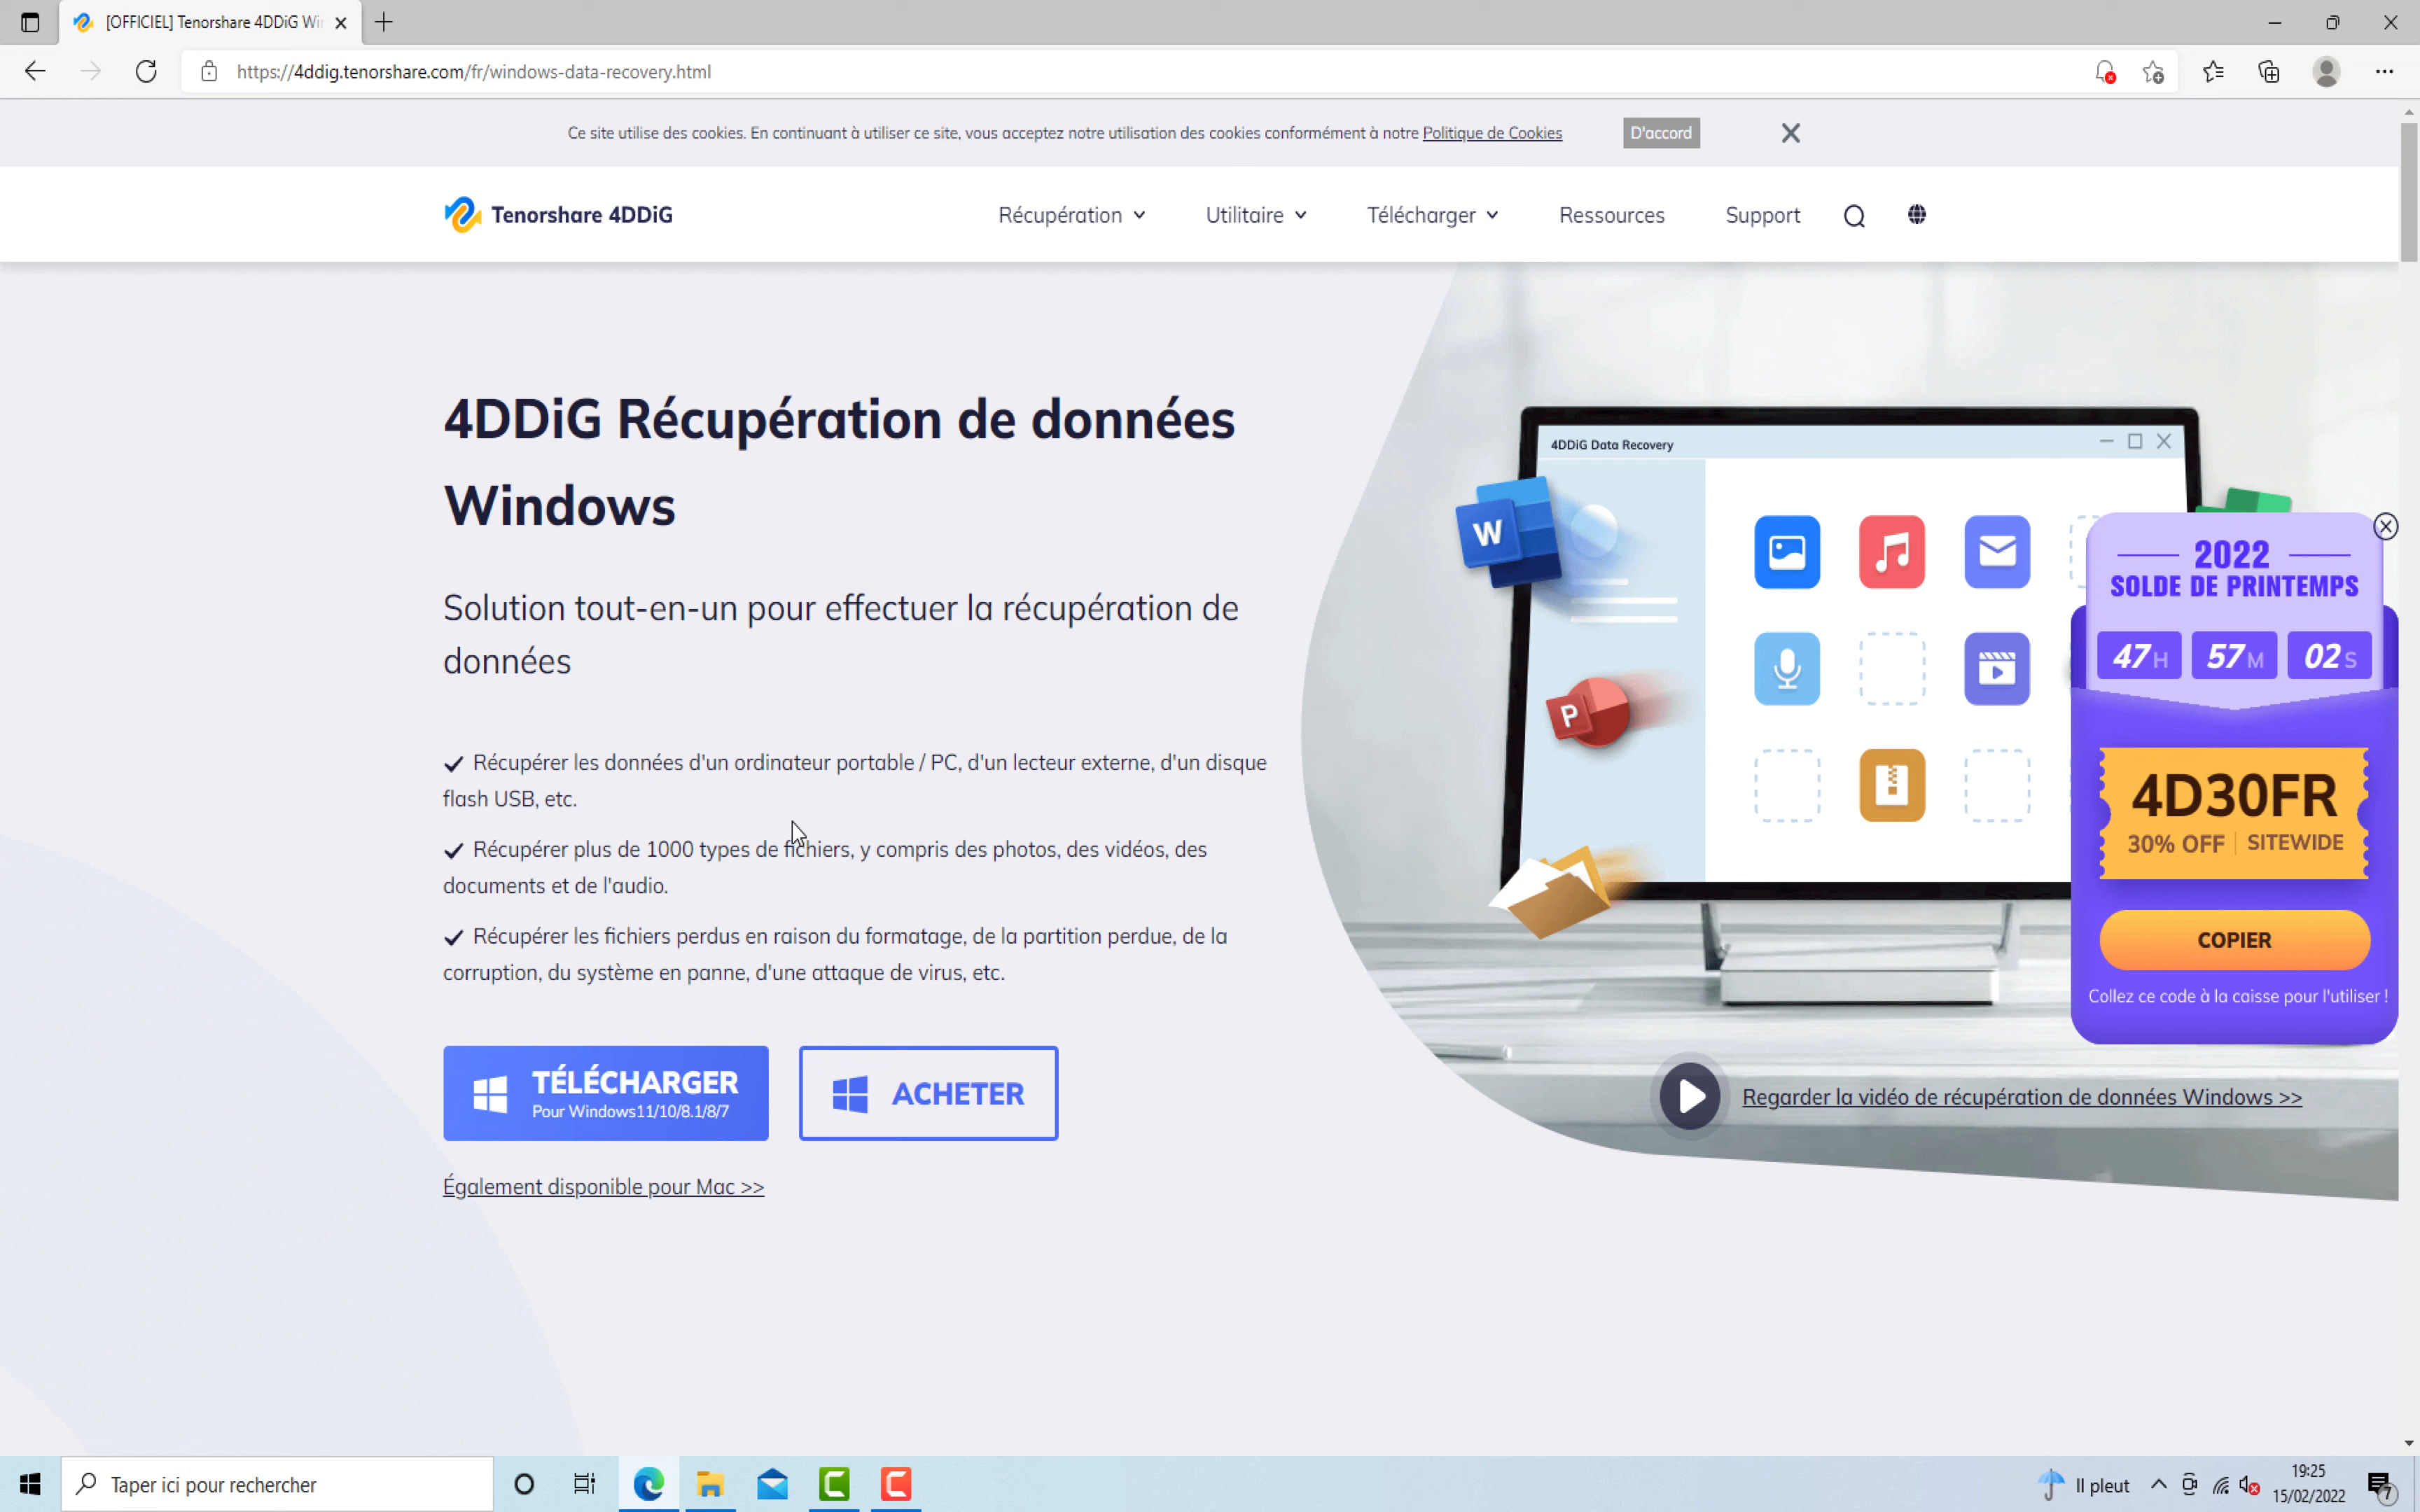 [OFFICIEL] Tenorshare 4DDiG Wi
https://4ddig.tenorshare.com/fr/windows-data-recovery.html
Ce site utilise des cookies. En continuant à utiliser ce site, vous acceptez notre utilisation des cookies conformément à notre Politique de Cookies
D'accord
Tenorshare 4DDiG
Récupération
Utilitaire
Télécharger
Ressources
Support
4DDiG Récupération de données
Windows
Solution tout-en-un pour effectuer la récupération de
données
Récupérer les données d'un ordinateur portable / PC, d'un lecteur externe, d'un disque
flash USB, etc.
Récupérer plus de 1000 types de fichiers, y compris des photos, des vidéos, des
documents et de l'audio.
Récupérer les fichiers perdus en raison du formatage, de la partition perdue, de la
corruption, du système en panne, d'une attaque de virus, etc.
TÉLÉCHARGER
Pour Windows11/10/8.1/8/7
ACHETER
Également disponible pour Mac >>
4DDiG Data Recovery
W
P
2022
SOLDE DE PRINTEMPS
47 H 57 M 02 S
4D30FR
30% OFF SITEWIDE
COPIER
Collez ce code à la caisse pour l'utiliser !
Regarder la vidéo de récupération de données Windows >>
Taper ici pour rechercher
Il pleut
19:25
15/02/2022
7